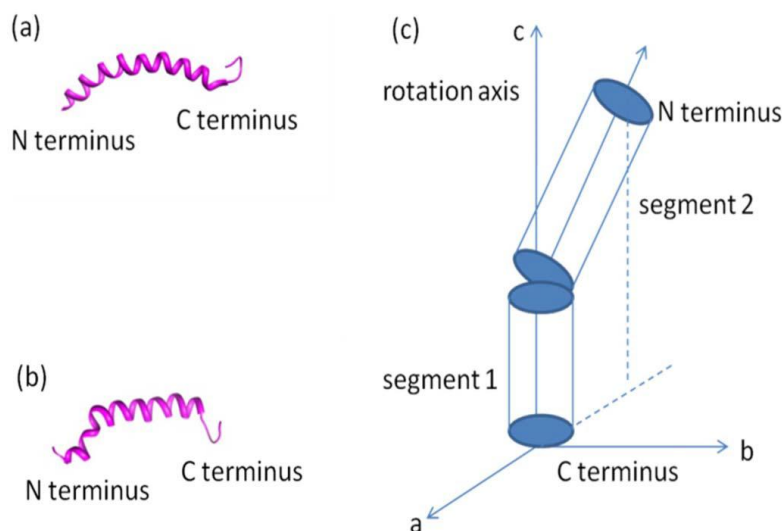 (a)
N terminus
C terminus
(b)
N terminus
C terminus
(c)
c
rotation axis
N terminus
segment 2
segment 1
C terminus
b
a